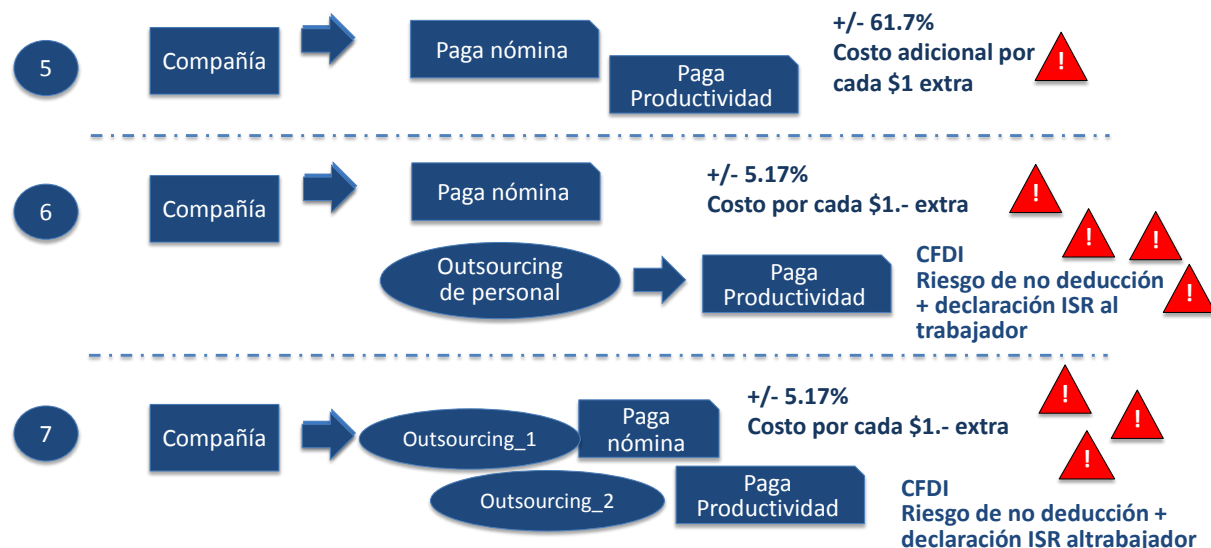 5
Compañía
Paga nómina
Paga
Productividad
+/- 61.7%
Costo adicional por
cada $1 extra
!
6
Compañía
Paga nómina
+/- 5.17%
Costo por cada $1.- extra
!
!
!
!
Outsourcing
de personal
Paga
Productividad
CFDI
Riesgo de no deducción
+ declaración ISR al
trabajador
7
Compañía
Outsourcing_1
Paga
nómina
+/- 5.17%
Costo por cada $1.- extra
!
!
!
Outsourcing_2
Paga
Productividad
CFDI
Riesgo de no deducción +
declaración ISR altrabajador